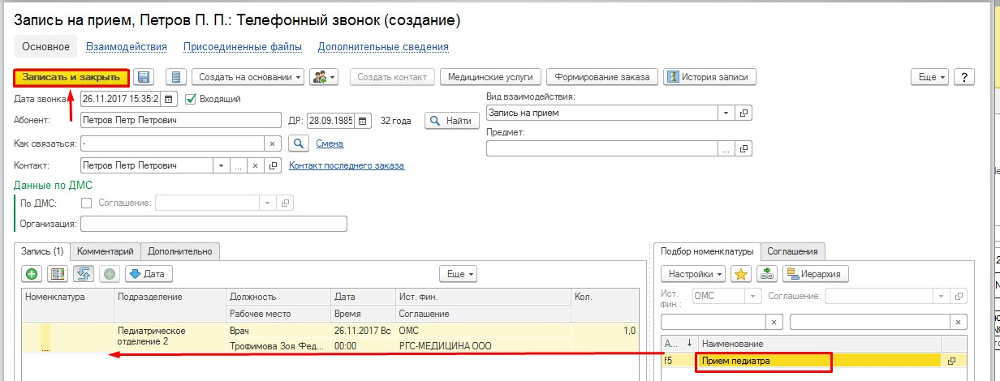 Запись на прием, Петров П. П.: Телефонный звонок (создание)
Основное Взаимодействия Присоединенные файлы Дополнительные сведения
Записать и закрыть Создать на основании Создать контакт Медицинские услуги Формирование заказа История записи Еще ?
Дата звонка 26.11.2017 15:35:2 Входящий Вид взаимодействия:
Абонент: Петров Петр Петрович ДР: 28.09.1985 32 года Найти Запись на прием
Как связаться: - Смена Предмет:
Контакт: Петров Петр Петрович ... Контакт последнего заказа ...
Данные по ДМС
По ДМС: Соглашение:
Организация:
Запись (1) Комментарий Дополнительно
Дата Еще
Номенклатура Подразделение Должность Дата Ист. фин. Кол.
Рабочее место Время Соглашение
Педиатрическое отделение 2 Врач 26.11.2017 Вс ОМС 1,0
Трофимова Зоя Фед... 00:00 РГС-МЕДИЦИНА ООО
Подбор номенклатуры Соглашения
Настройки Иерархия
Ист. фин.: ОМС Соглашение:
А... ↓ Наименование
f5 Прием педиатра